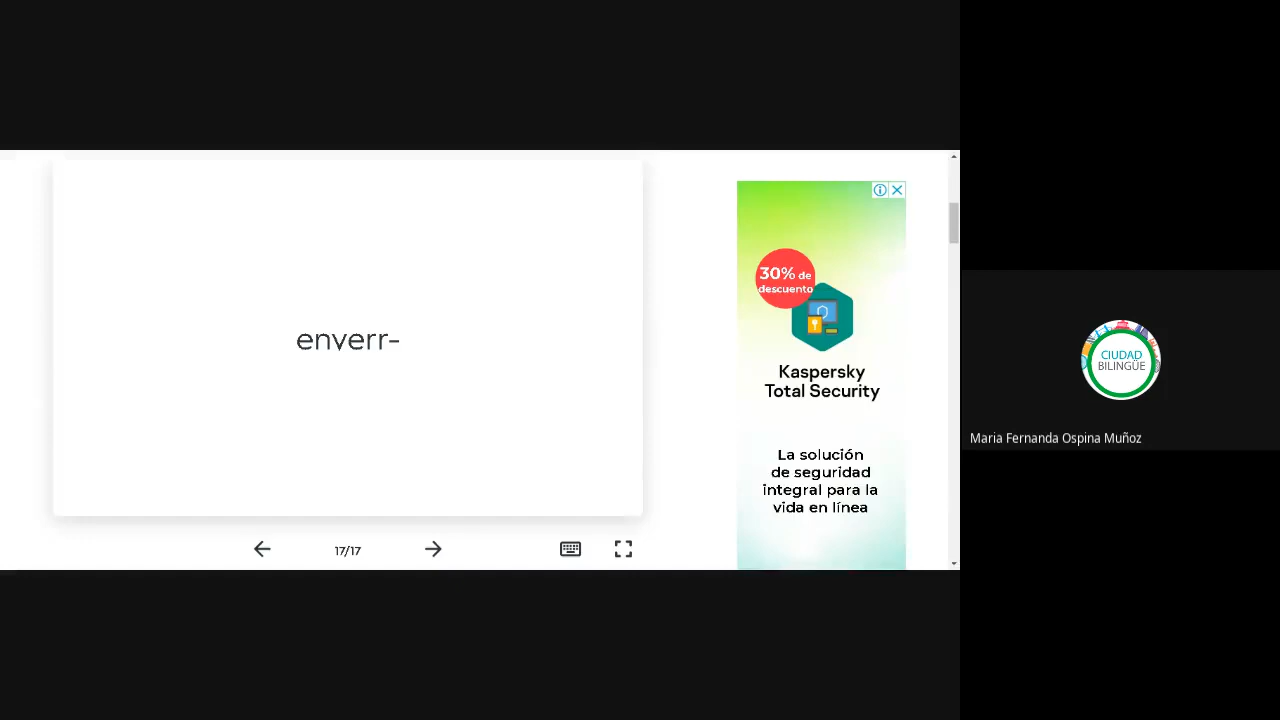 enverr-
17/17
30% de
descuento
Kaspersky
Total Security
La solución
de seguridad
integral para la
vida en línea
CIUDAD
BILINGÜE
Maria Fernanda Ospina Muñoz